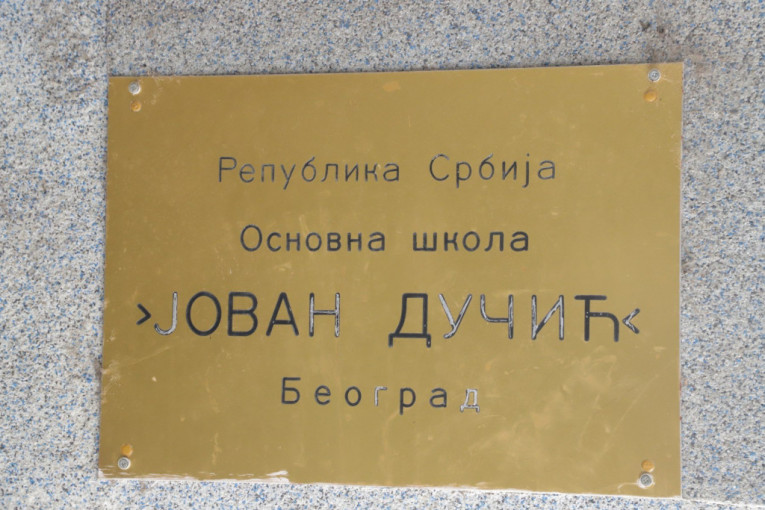 Република Србија
Основна школа
›ЈОВАН ДУЧИЋ‹
Београд